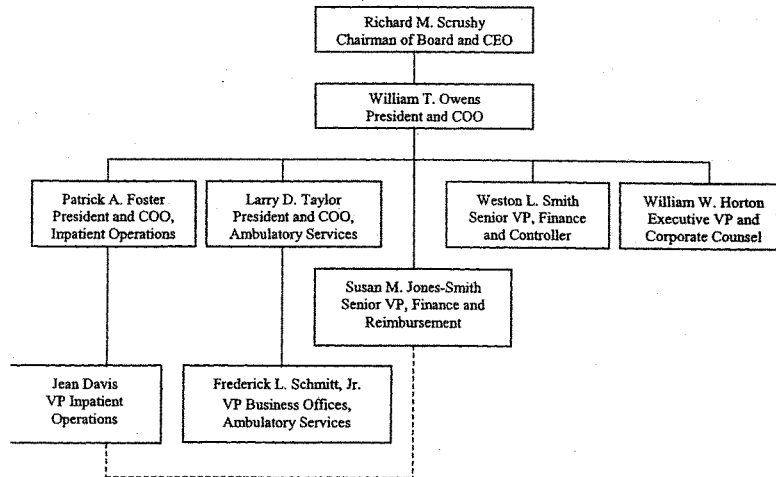 Richard M. Scrushy
Chairman of Board and CEO
William T. Owens
President and COO
Patrick A. Foster
President and COO,
Inpatient Operations
Larry D. Taylor
President and COO,
Ambulatory Services
Weston L. Smith
Senior VP, Finance
and Controller
William W. Horton
Executive VP and
Corporate Counsel
Susan M. Jones-Smith
Senior VP, Finance and
Reimbursement
Jean Davis
VP Inpatient
Operations
Frederick L. Schmitt, Jr.
VP Business Offices,
Ambulatory Services